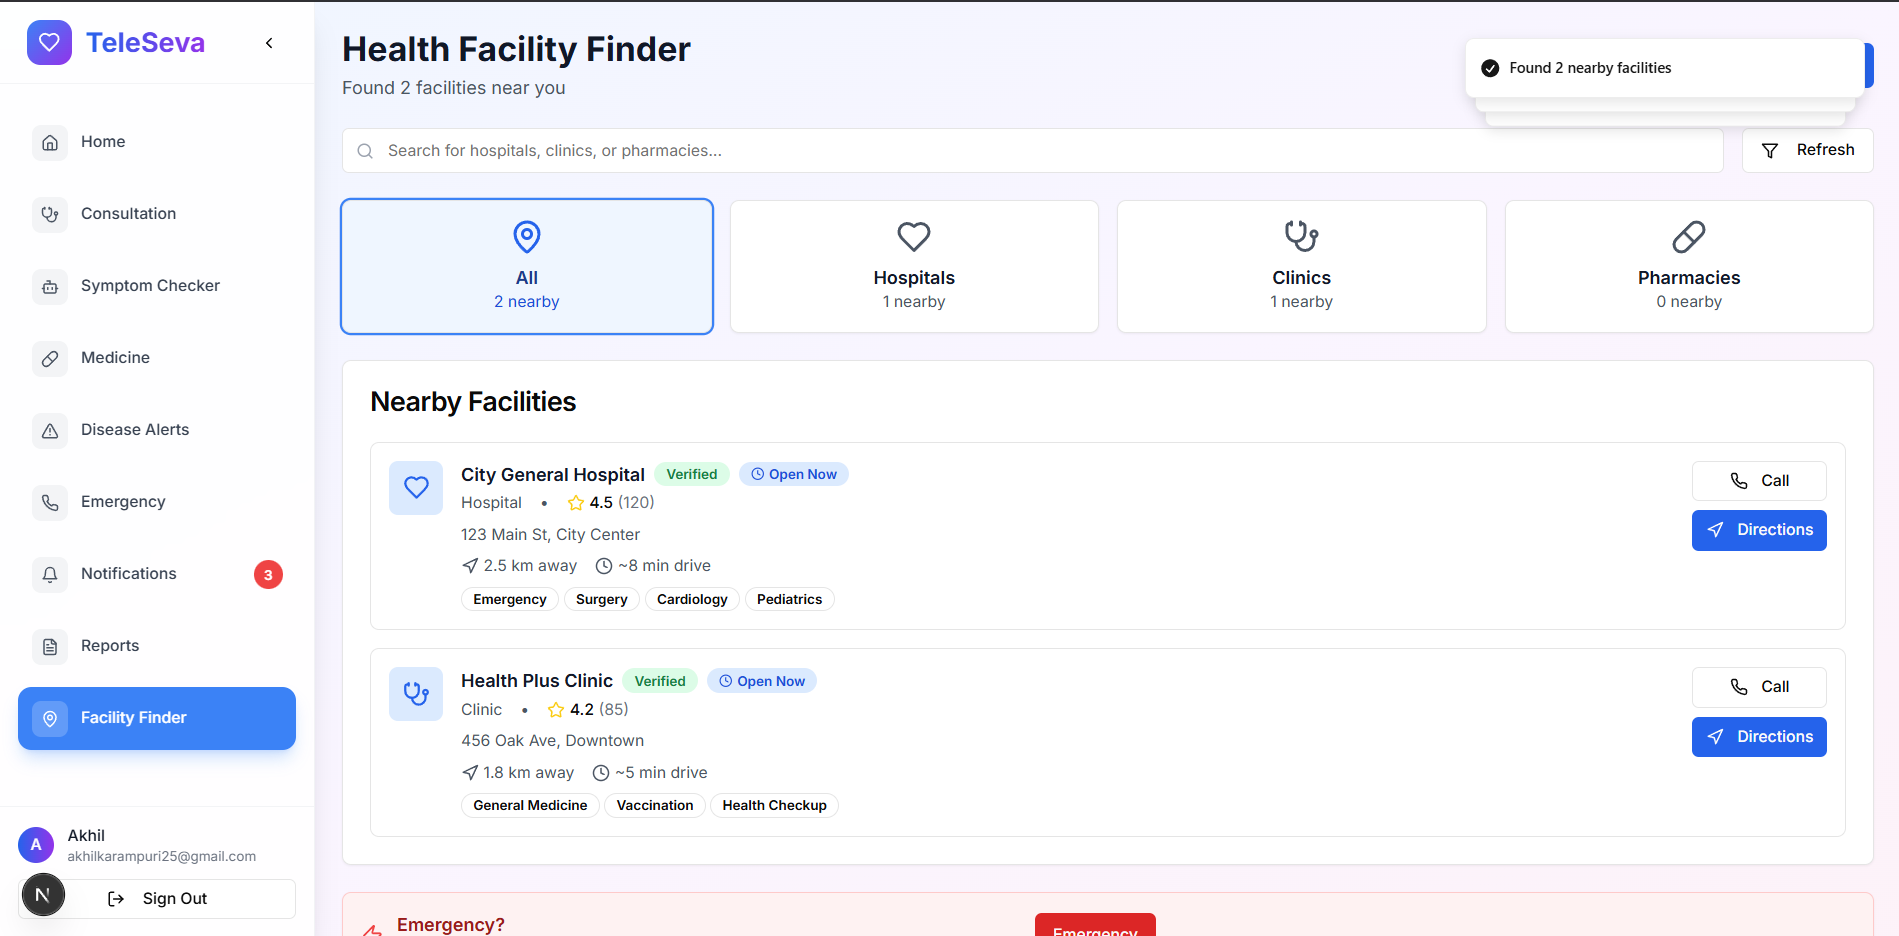 TeleSeva
Home
Consultation
Symptom Checker
Medicine
Disease Alerts
Emergency
Notifications
3
Reports
Facility Finder
A
Akhil
akhilkarampuri25@gmail.com
N
Sign Out
Health Facility Finder
Found 2 facilities near you
Found 2 nearby facilities
Search for hospitals, clinics, or pharmacies...
Refresh
All
2 nearby
Hospitals
1 nearby
Clinics
1 nearby
Pharmacies
0 nearby
Nearby Facilities
City General Hospital Verified Open Now
Hospital • 4.5 (120)
123 Main St, City Center
2.5 km away ~8 min drive
Emergency Surgery Cardiology Pediatrics
Call
Directions
Health Plus Clinic Verified Open Now
Clinic • 4.2 (85)
456 Oak Ave, Downtown
1.8 km away ~5 min drive
General Medicine Vaccination Health Checkup
Call
Directions
Emergency?
Emergency